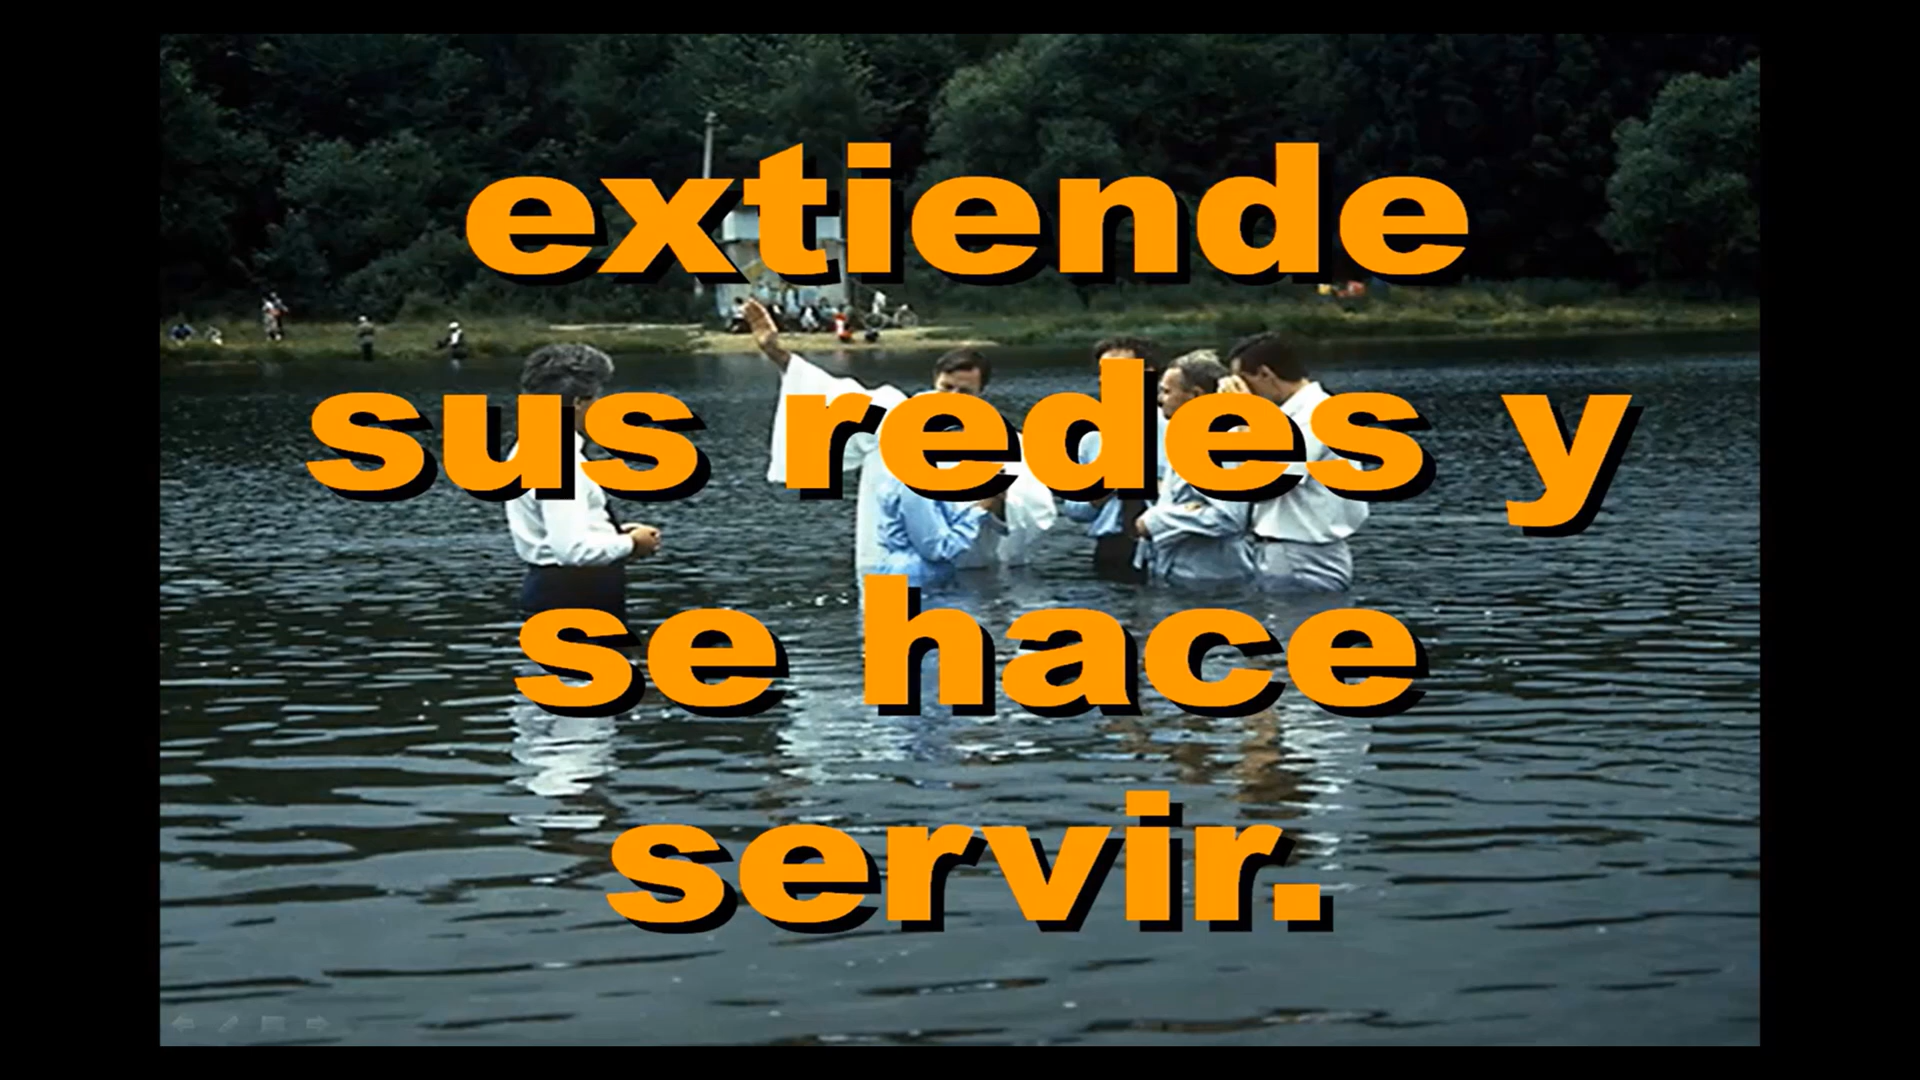 extiende
sus redes y
se hace
servir.